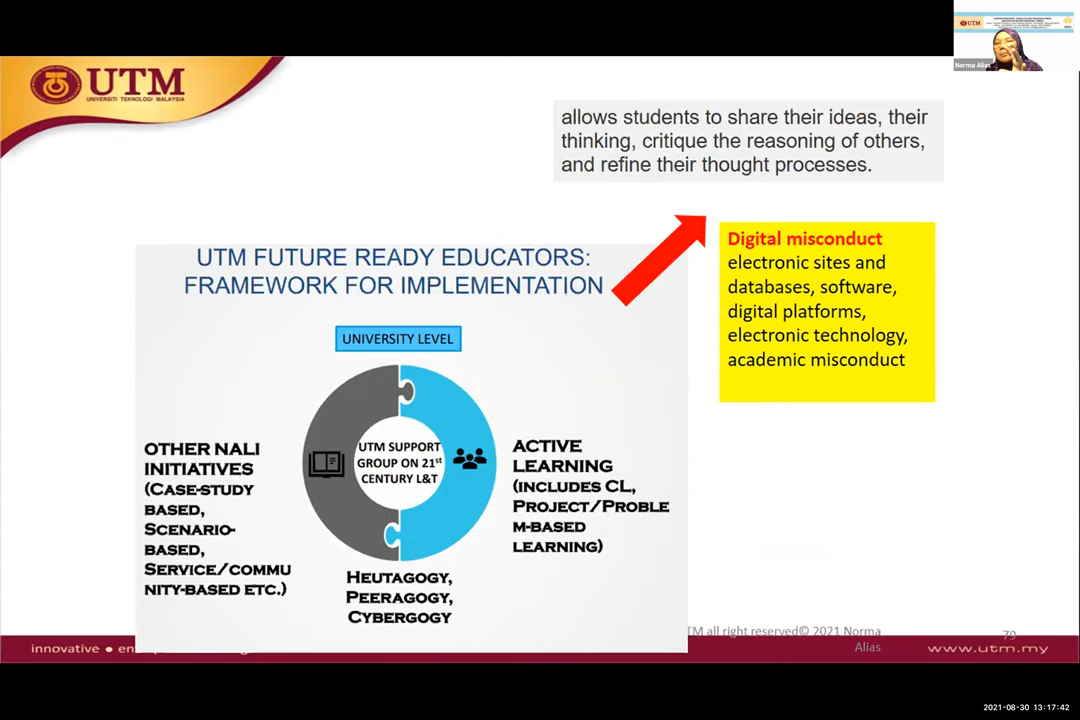 UTM
UNIVERSITI TEKNOLOGI MALAYSIA
UTM
Norma Alias
allows students to share their ideas, their
thinking, critique the reasoning of others,
and refine their thought processes.
Digital misconduct
electronic sites and
databases, software,
digital platforms,
electronic technology,
academic misconduct
UTM FUTURE READY EDUCATORS:
FRAMEWORK FOR IMPLEMENTATION
UNIVERSITY LEVEL
UTM SUPPORT
GROUP ON 21st
CENTURY L&T
OTHER NALI
INITIATIVES
(CASE-STUDY
BASED,
SCENARIO-
BASED,
SERVICE/COMMU
NITY-BASED ETC.)
ACTIVE
LEARNING
(INCLUDES CL,
PROJECT/PROBLE
M-BASED
LEARNING)
HEUTAGOGY,
PEERAGOGY,
CYBERGOGY
innovative ●
TM all right reserved© 2021 Norma
Alias
79
www.utm.my
2021-08-30 13:17:42